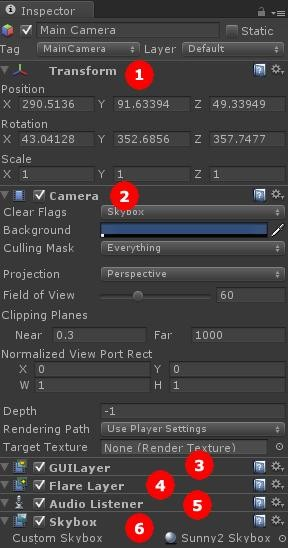 Inspector
Main Camera Static
Tag MainCamera Layer Default
Transform 1
Position
X 290.5136 Y 91.63394 Z 49.33949
Rotation
X 43.04128 Y 352.6856 Z 357.7477
Scale
X 1 Y 1 Z 1
Camera 2
Clear Flags Skybox
Background
Culling Mask Everything
Projection Perspective
Field of View 60
Clipping Planes
Near 0.3 Far 1000
Normalized View Port Rect
X 0 Y 0
W 1 H 1
Depth -1
Rendering Path Use Player Settings
Target Texture None (Render Texture)
GUILayer 3
Flare Layer 4
Audio Listener 5
Skybox 6
Custom Skybox Sunny2 Skybox